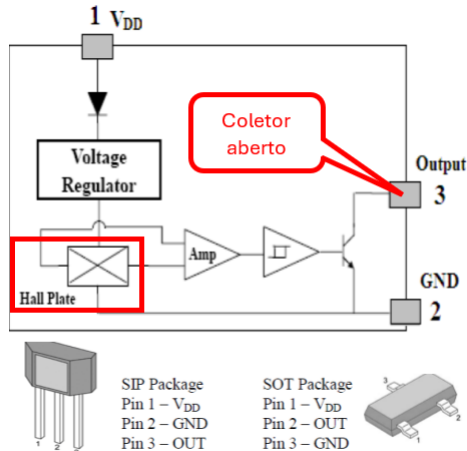 1 VDD
Coletor
aberto
Voltage
Regulator
Output
3
Amp
GND
2
Hall Plate
SIP Package
Pin 1 – VDD
Pin 2 – GND
Pin 3 – OUT
1 2 3
SOT Package
Pin 1 – VDD
Pin 2 – OUT
Pin 3 – GND
3
1
2